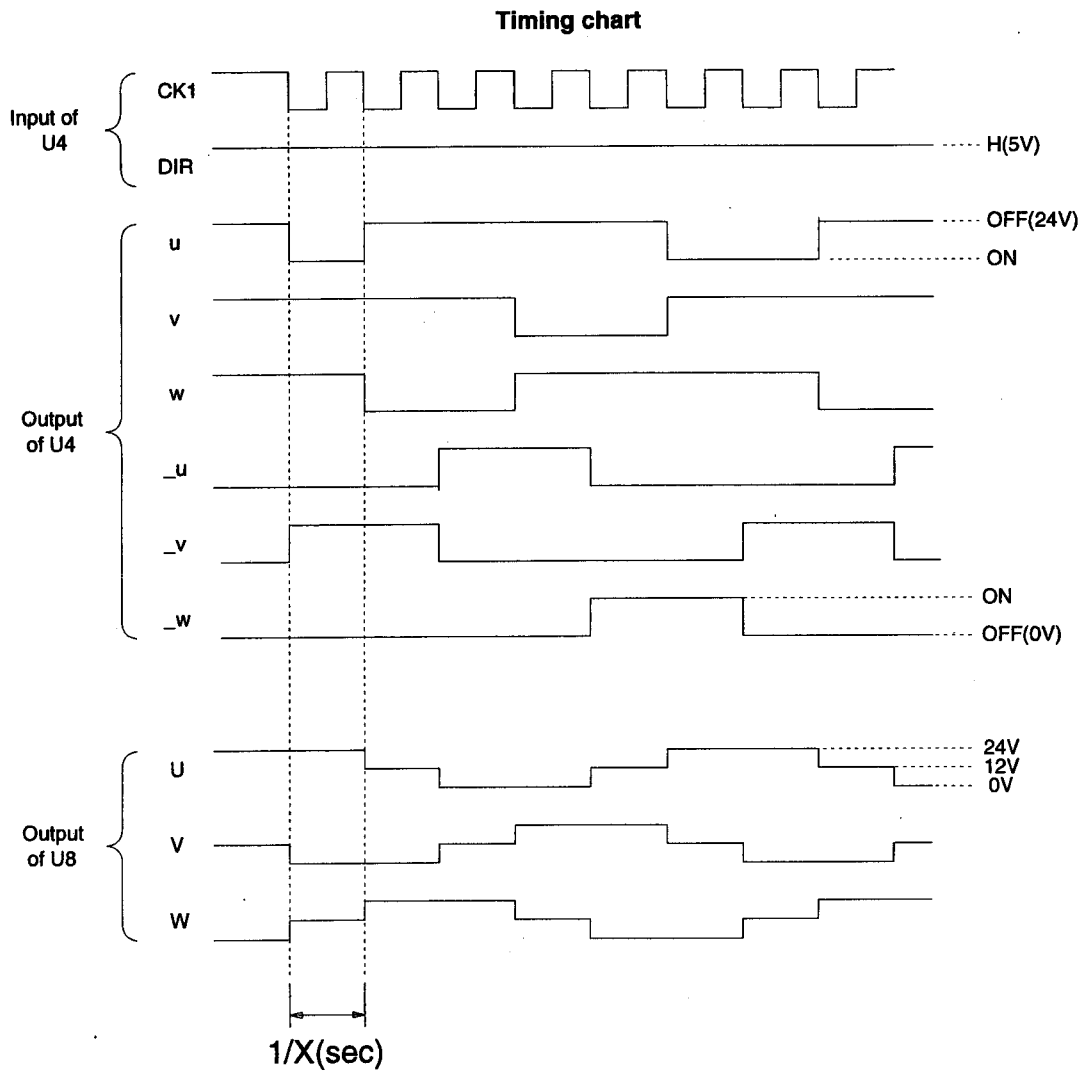 Timing chart
CK1
Input of
U4
DIR
H(5V)
u
OFF(24V)
ON
v
w
Output
of U4
_u
_v
_w
ON
OFF(0V)
U
24V
12V
0V
Output
of U8
V
W
1/X(sec)